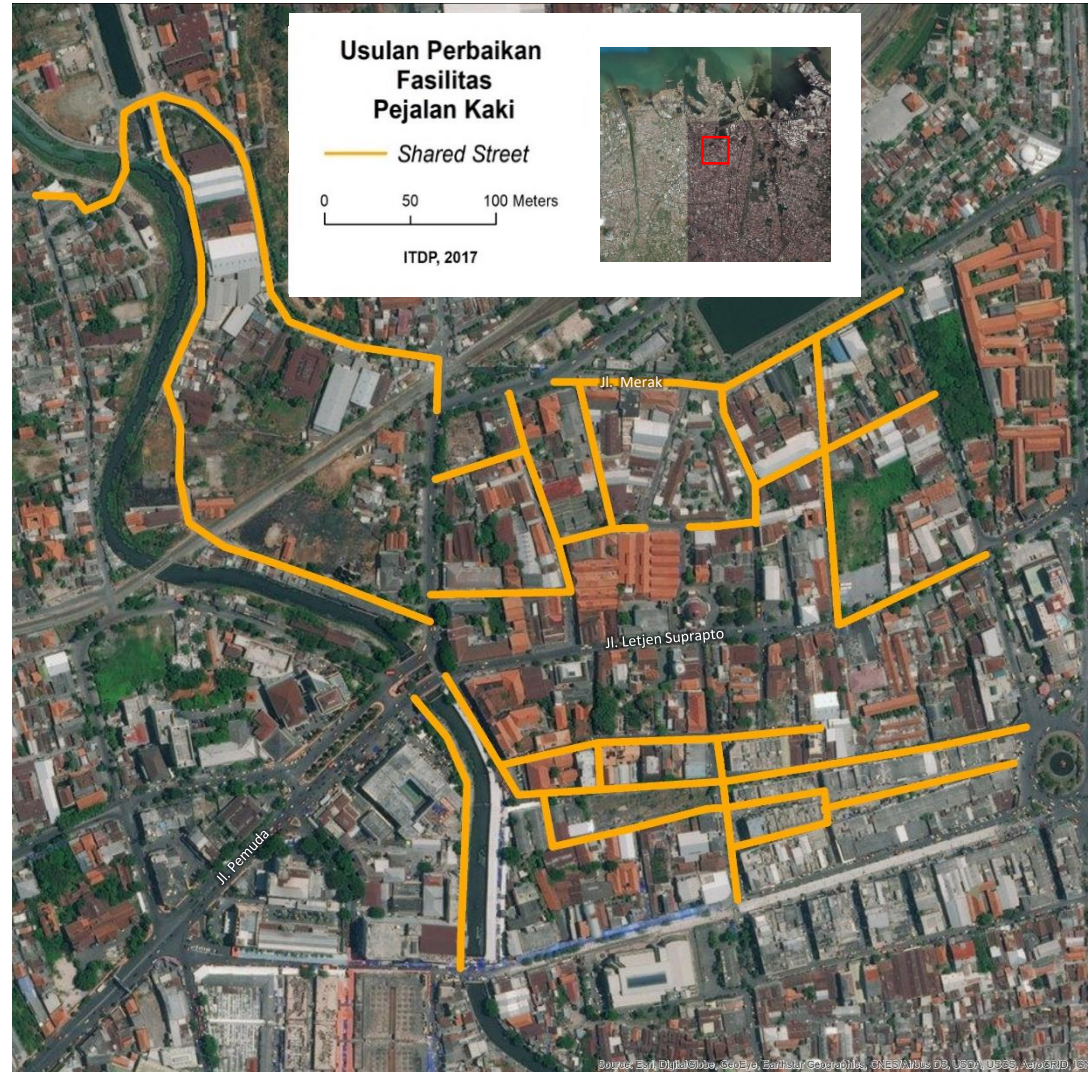 Usulan Perbaikan
Fasilitas
Pejalan Kaki
Shared Street
0 50 100 Meters
ITDP, 2017
Jl. Merak
Jl. Letjen Suprapto
Jl. Pemuda
Source: Esri, DigitalGlobe, GeoEye, Earthstar Geographics, CNES/Airbus DS, USDA, USGS, AeroGRID,